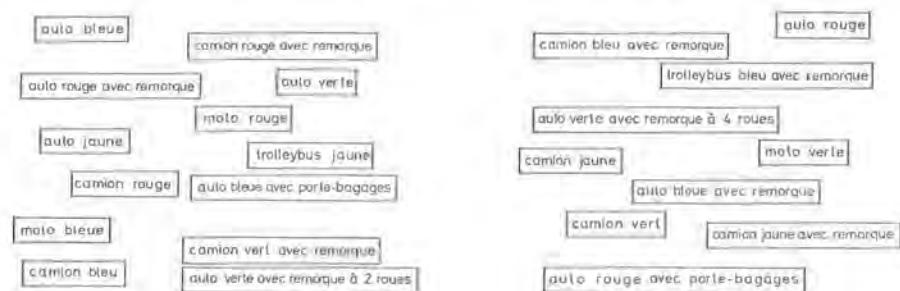 auto bleue
camion rouge avec remorque
auto rouge avec remorque
auto verte
moto rouge
auto jaune
trolleybus jaune
camion rouge
auto bleue avec porte-bagages
moto bleue
camion vert avec remorque
camion bleu
auto verte avec remorque à 2 roues
auto rouge
camion bleu avec remorque
trolleybus bleu avec remorque
auto verte avec remorque à 4 roues
moto verte
camion jaune
auto bleue avec remorque
camion vert
camion jaune avec remorque
auto rouge avec porte-bagages